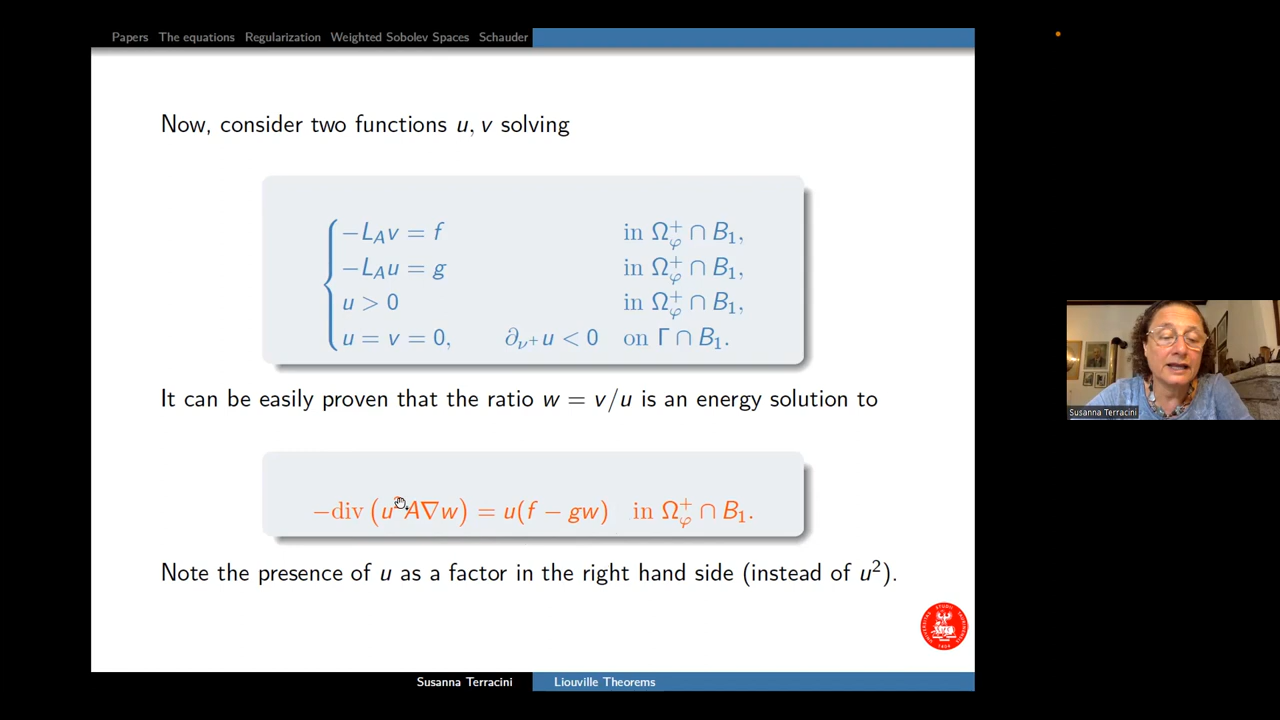 Papers The equations Regularization Weighted Sobolev Spaces Schauder
Now, consider two functions u, v solving
−L_A v = f in Ω_φ^+ ∩ B_1,
−L_A u = g in Ω_φ^+ ∩ B_1,
u > 0 in Ω_φ^+ ∩ B_1,
u = v = 0, ∂_{ν^+} u < 0 on Γ ∩ B_1.
It can be easily proven that the ratio w = v/u is an energy solution to
−div (u^2 A∇w) = u(f − gw) in Ω_φ^+ ∩ B_1.
Note the presence of u as a factor in the right hand side (instead of u^2).
Susanna Terracini
Susanna Terracini Liouville Theorems